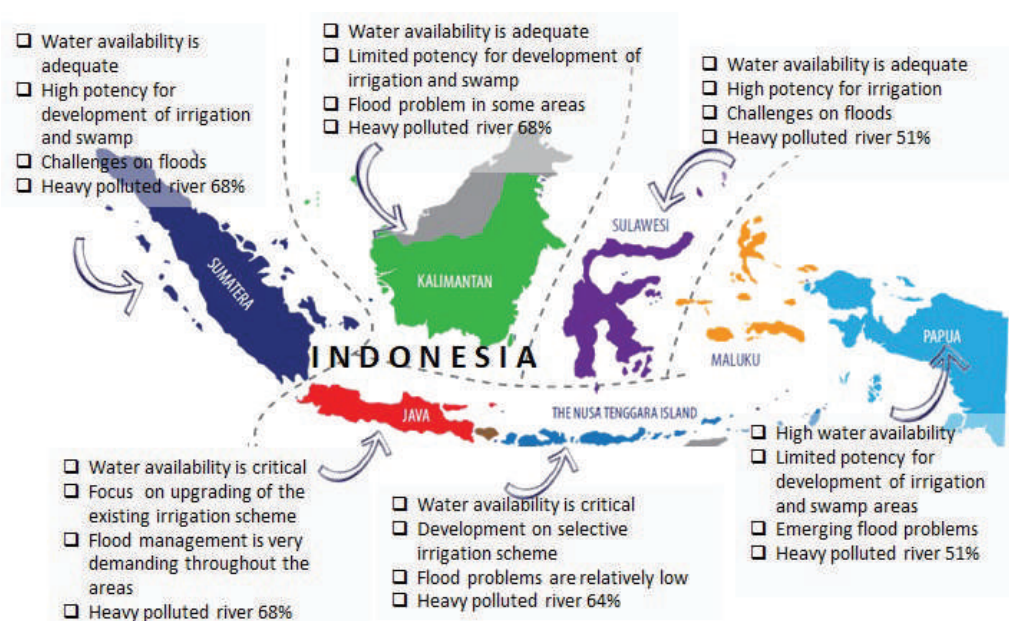 ❑ Water availability is
adequate
❑ High potency for
development of irrigation
and swamp
❑ Challenges on floods
❑ Heavy polluted river 68%
❑ Water availability is adequate
❑ Limited potency for development of
irrigation and swamp
❑ Flood problem in some areas
❑ Heavy polluted river 68%
❑ Water availability is adequate
❑ High potency for irrigation
❑ Challenges on floods
❑ Heavy polluted river 51%
SUMATERA
KALIMANTAN
SULAWESI
MALUKU
PAPUA
INDONESIA
JAVA
THE NUSA TENGGARA ISLAND
❑ Water availability is critical
❑ Focus on upgrading of the
existing irrigation scheme
❑ Flood management is very
demanding throughout the
areas
❑ Heavy polluted river 68%
❑ Water availability is critical
❑ Development on selective
irrigation scheme
❑ Flood problems are relatively low
❑ Heavy polluted river 64%
❑ High water availability
❑ Limited potency for
development of irrigation
and swamp areas
❑ Emerging flood problems
❑ Heavy polluted river 51%